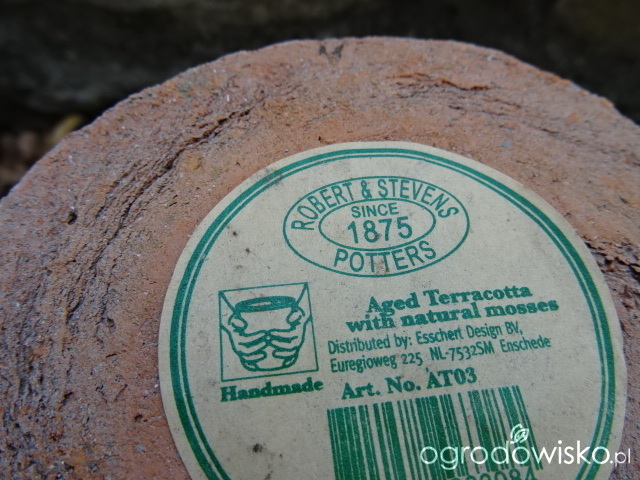 ROBERT & STEVENS
SINCE
1875
POTTERS
Aged Terracotta
with natural mosses
Distributed by: Esschert Design BV,
Euregioweg 225 NL-7532SM Enschede
Handmade
Art. No. AT03
ogrodowisko.pl